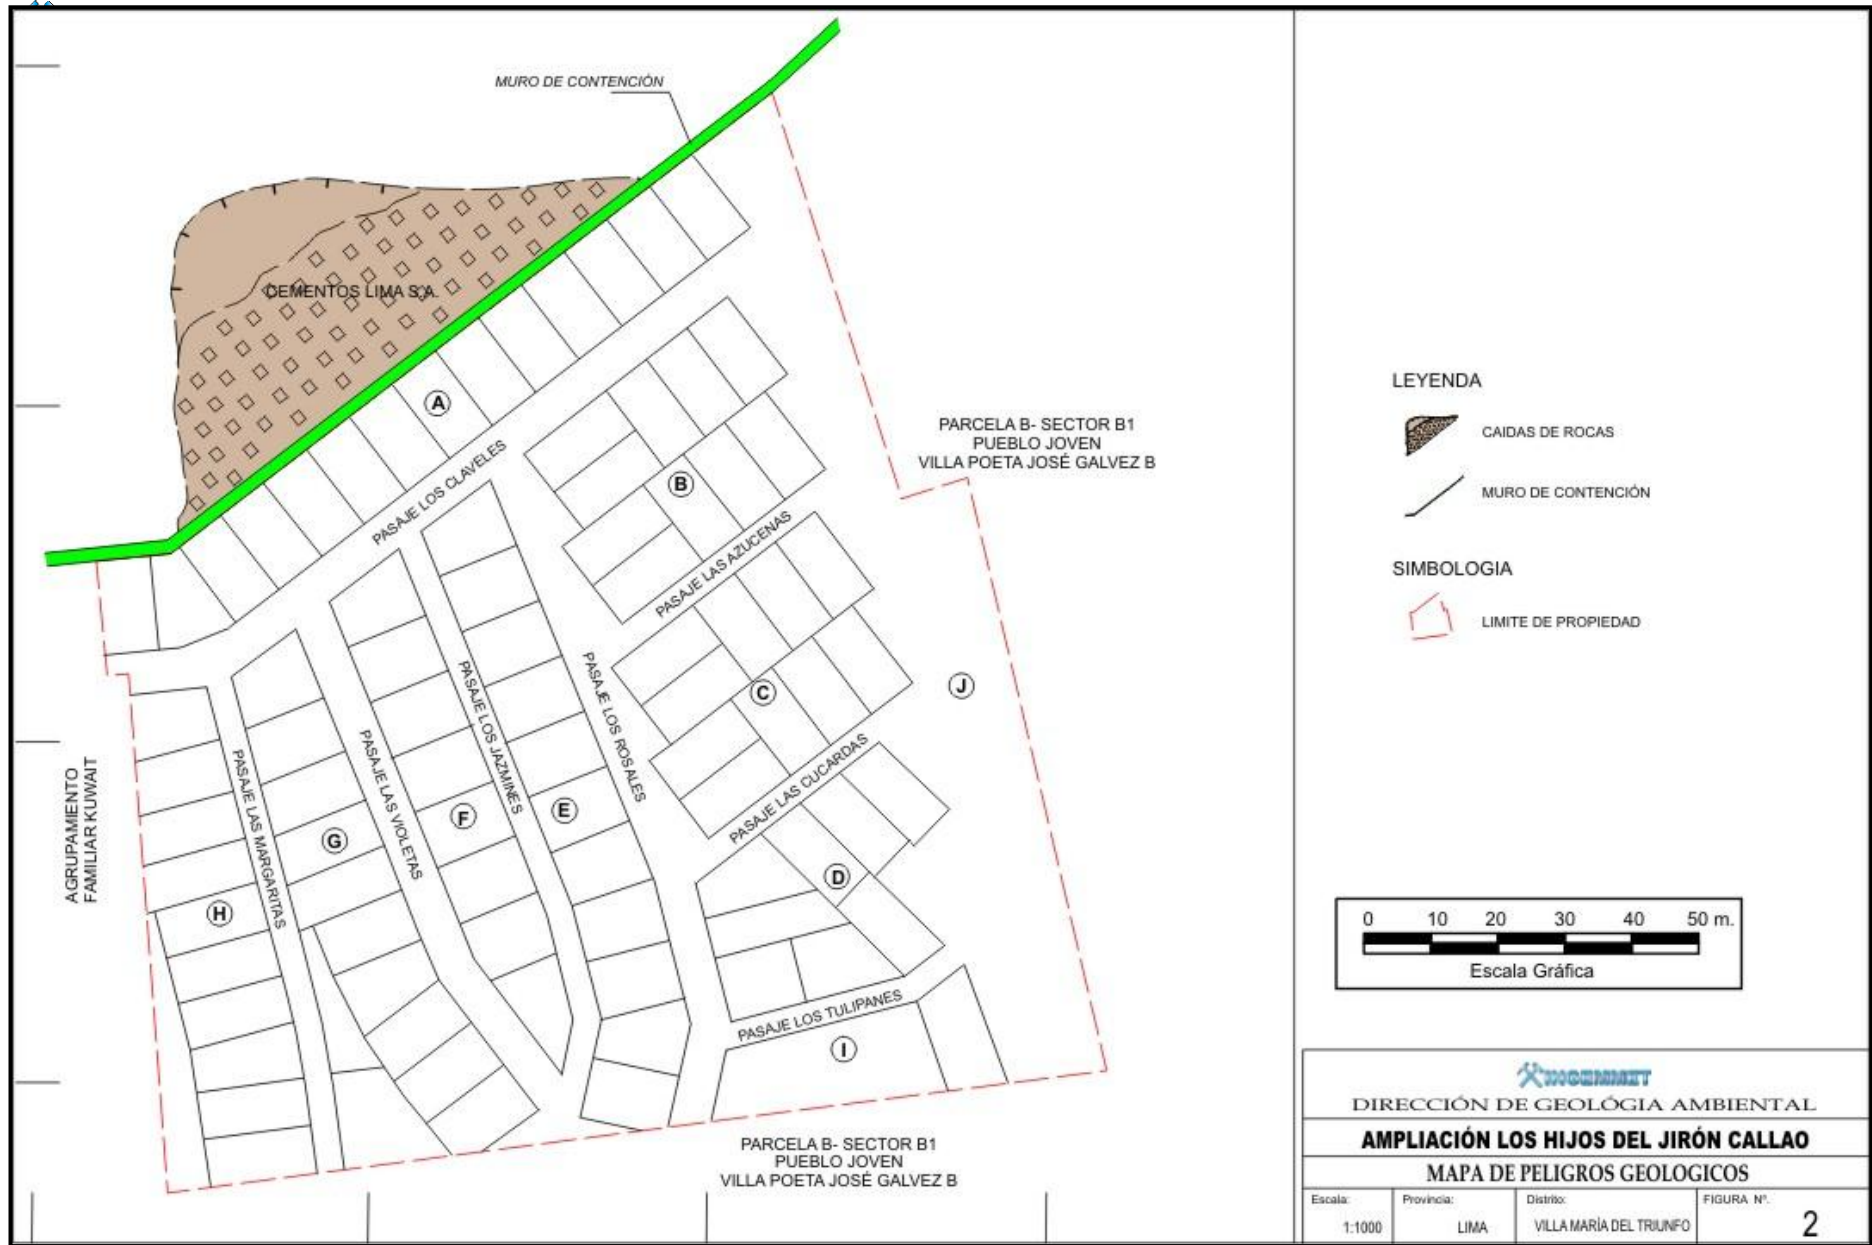 MURO DE CONTENCIÓN
CEMENTOS LIMA S.A.
A
PASAJE LOS CLAVELES
PARCELA B- SECTOR B1
PUEBLO JOVEN
VILLA POETA JOSÉ GALVEZ B
B
PASAJE LAS AZUCENAS
C
J
PASAJE LAS CUCARDAS
PASAJE LOS ROSALES
PASAJE LOS JAZMINES
PASAJE LAS VIOLETAS
PASAJE LAS MARGARITAS
AGRUPAMIENTO
FAMILIAR KUWAIT
E
F
G
H
D
PASAJE LOS TULIPANES
I
PARCELA B- SECTOR B1
PUEBLO JOVEN
VILLA POETA JOSÉ GALVEZ B
LEYENDA
CAIDAS DE ROCAS
MURO DE CONTENCIÓN
SIMBOLOGIA
LIMITE DE PROPIEDAD
0 10 20 30 40 50 m.
Escala Gráfica
INGEMMET
DIRECCIÓN DE GEOLÓGIA AMBIENTAL
AMPLIACIÓN LOS HIJOS DEL JIRÓN CALLAO
MAPA DE PELIGROS GEOLOGICOS
Escala:
1:1000
Provincia:
LIMA
Distrito:
VILLA MARÍA DEL TRIUNFO
FIGURA Nº.
2